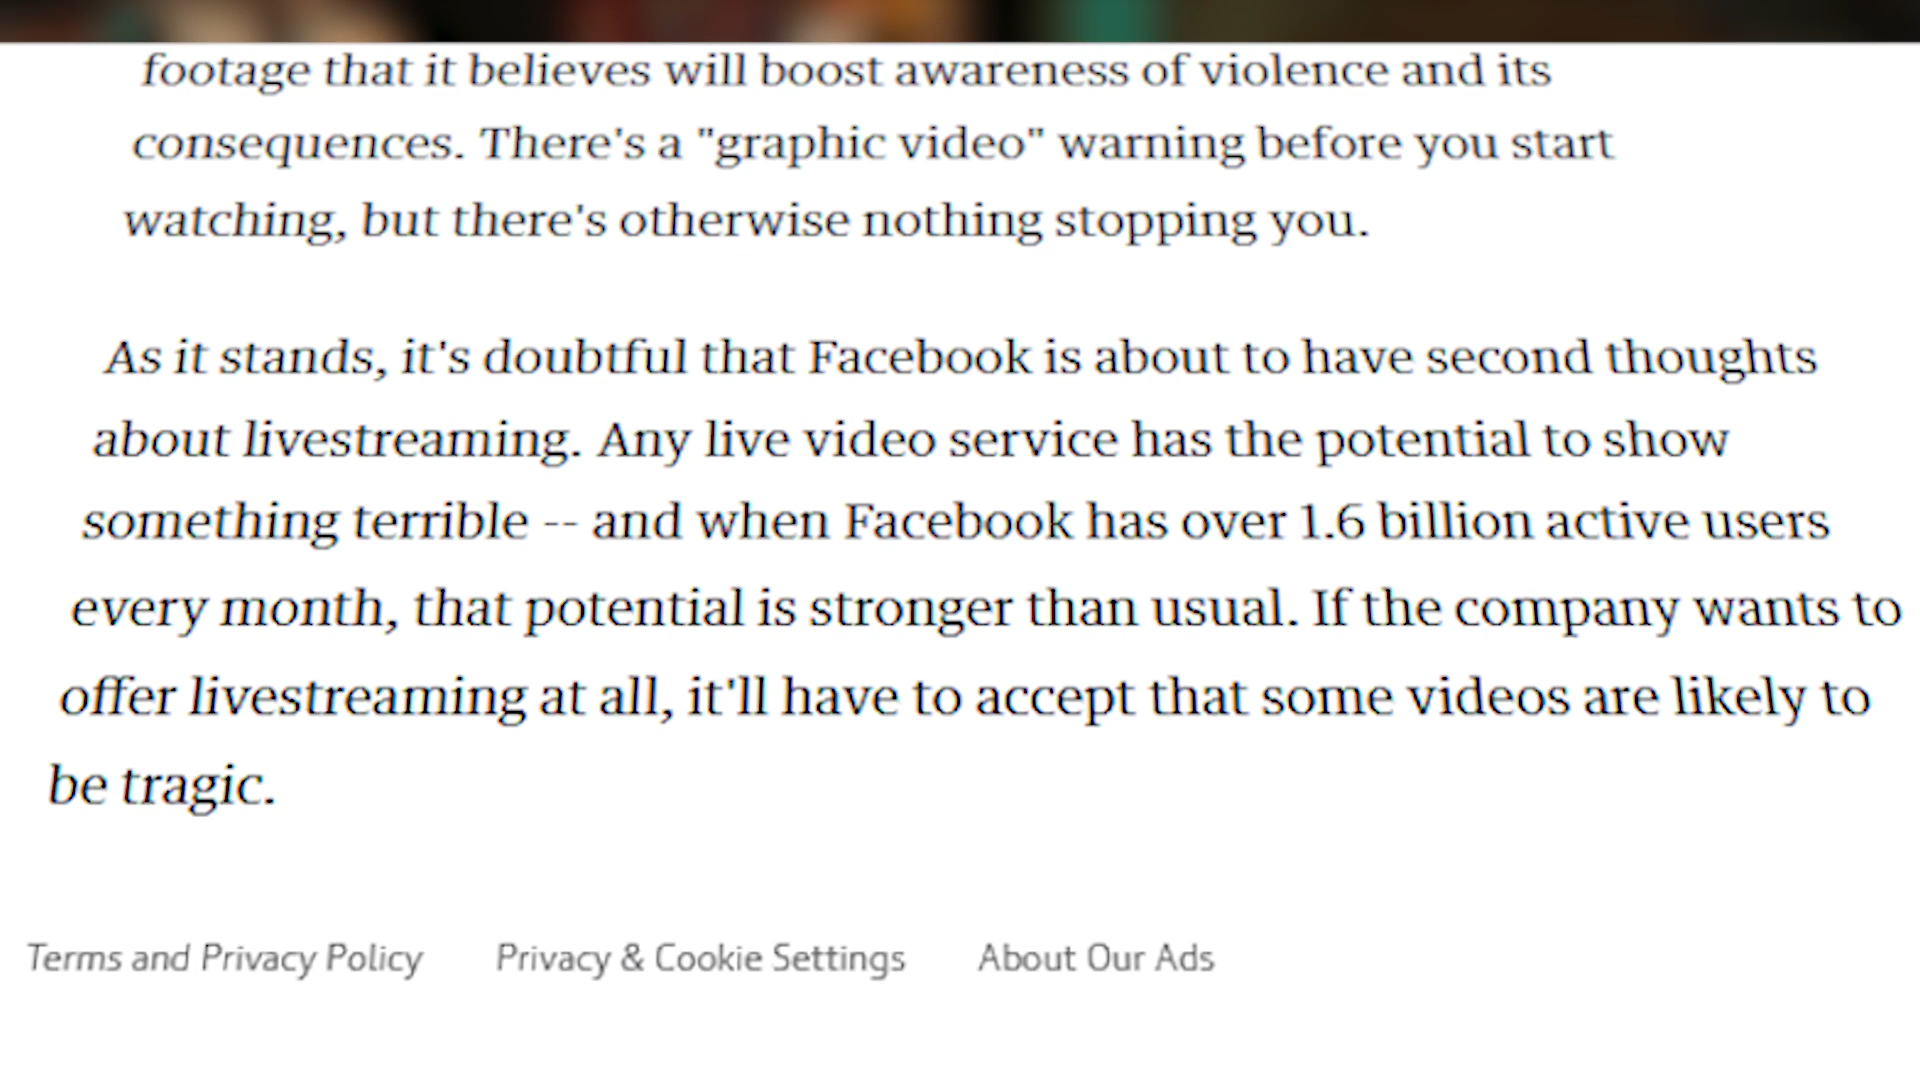 footage that it believes will boost awareness of violence and its
consequences. There's a "graphic video" warning before you start
watching, but there's otherwise nothing stopping you.
As it stands, it's doubtful that Facebook is about to have second thoughts
about livestreaming. Any live video service has the potential to show
something terrible -- and when Facebook has over 1.6 billion active users
every month, that potential is stronger than usual. If the company wants to
offer livestreaming at all, it'll have to accept that some videos are likely to
be tragic.
Terms and Privacy Policy Privacy & Cookie Settings About Our Ads